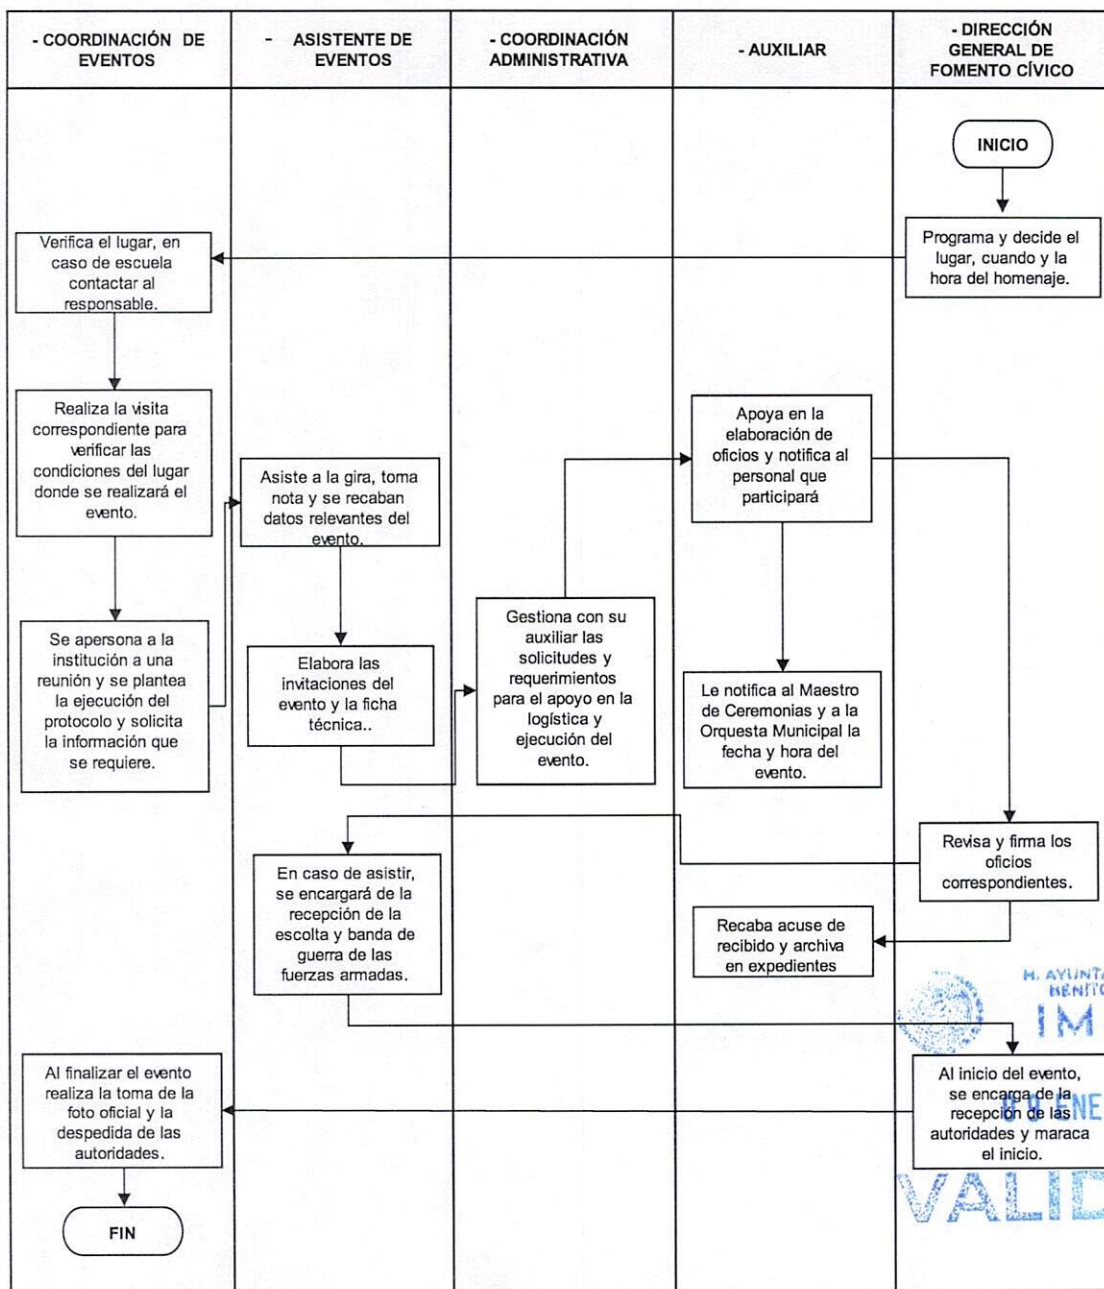 - COORDINACIÓN DE
EVENTOS
- ASISTENTE DE
EVENTOS
- COORDINACIÓN
ADMINISTRATIVA
- AUXILIAR
- DIRECCIÓN
GENERAL DE
FOMENTO CÍVICO
INICIO
Programa y decide el
lugar, cuando y la
hora del homenaje.
Verifica el lugar, en
caso de escuela
contactar al
responsable.
Realiza la visita
correspondiente para
verificar las
condiciones del lugar
donde se realizará el
evento.
Se apersona a la
institución a una
reunión y se plantea
la ejecución del
protocolo y solicita
la información que
se requiere.
Asiste a la gira, toma
nota y se recaban
datos relevantes del
evento.
Elabora las
invitaciones del
evento y la ficha
técnica..
Gestiona con su
auxiliar las
solicitudes y
requerimientos
para el apoyo en la
logística y
ejecución del
evento.
Apoya en la
elaboración de
oficios y notifica al
personal que
participará
Le notifica al Maestro
de Ceremonias y a la
Orquesta Municipal la
fecha y hora del
evento.
Revisa y firma los
oficios
correspondientes.
Recaba acuse de
recibido y archiva
en expedientes
En caso de asistir,
se encargará de la
recepción de la
escolta y banda de
guerra de las
fuerzas armadas.
Al inicio del evento,
se encarga de la
recepción de las
autoridades y maraca
el inicio.
Al finalizar el evento
realiza la toma de la
foto oficial y la
despedida de las
autoridades.
FIN
H. AYUNTA
BENITO
IM
ENE
VALID